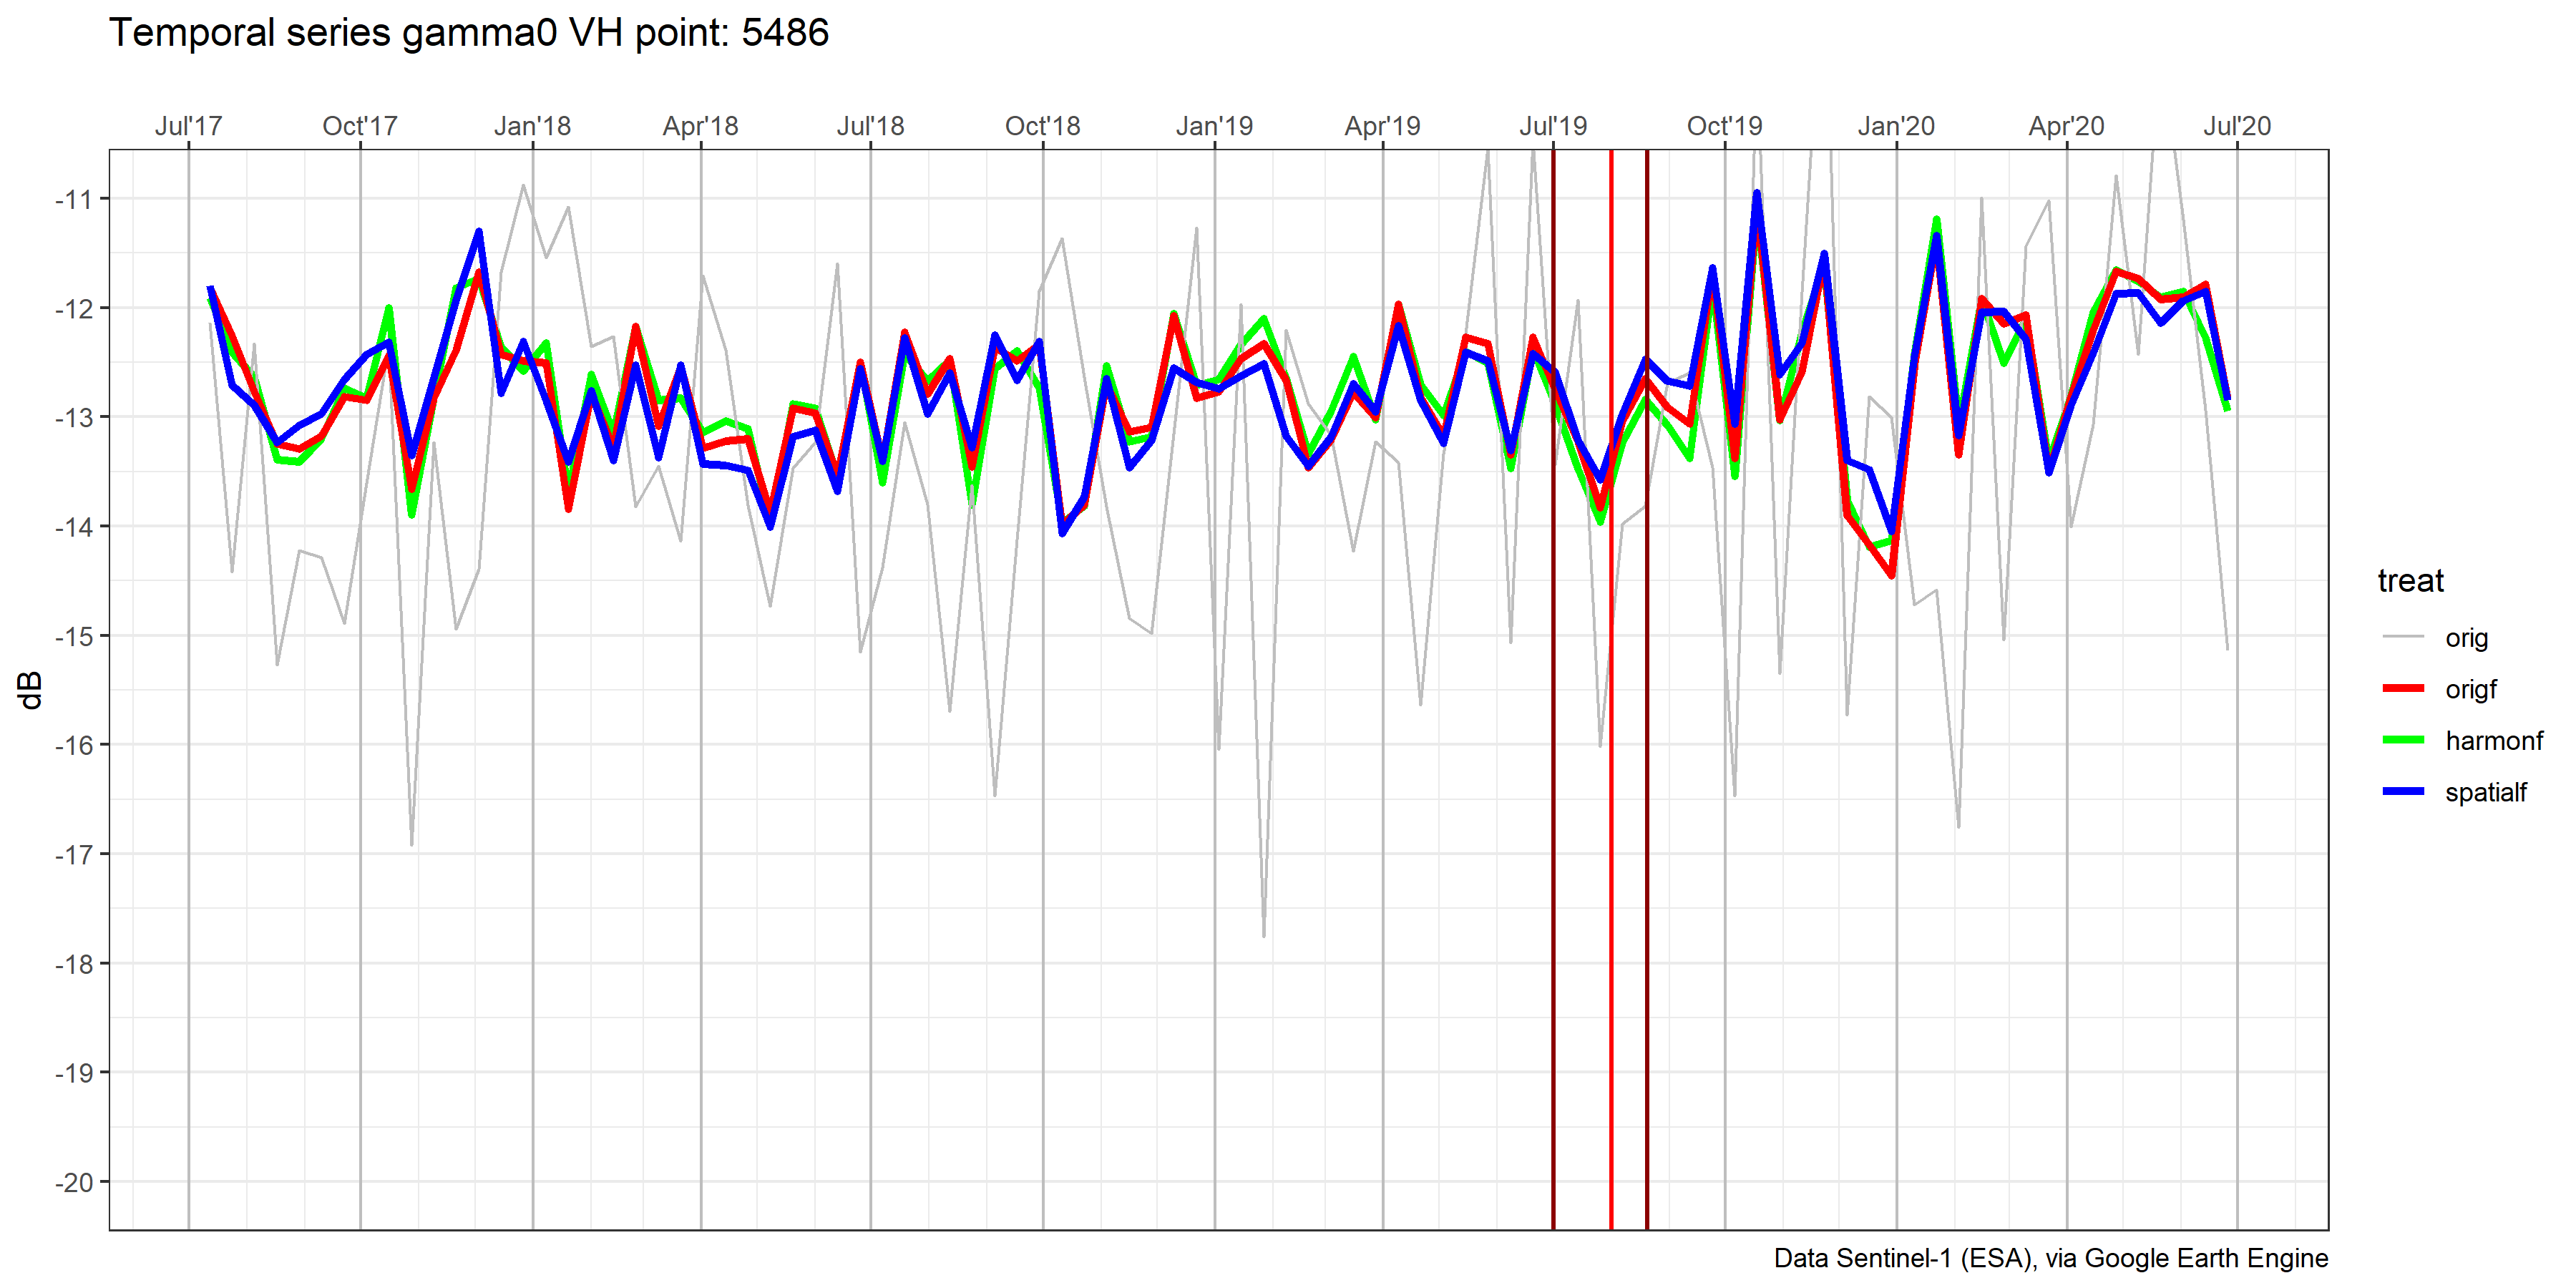 Temporal series gamma0 VH point: 5486
Jul'17 Oct'17 Jan'18 Apr'18 Jul'18 Oct'18 Jan'19 Apr'19 Jul'19 Oct'19 Jan'20 Apr'20 Jul'20
-11
-12
-13
-14
-15
-16
-17
-18
-19
-20
dB
treat
orig
origf
harmonf
spatialf
Data Sentinel-1 (ESA), via Google Earth Engine